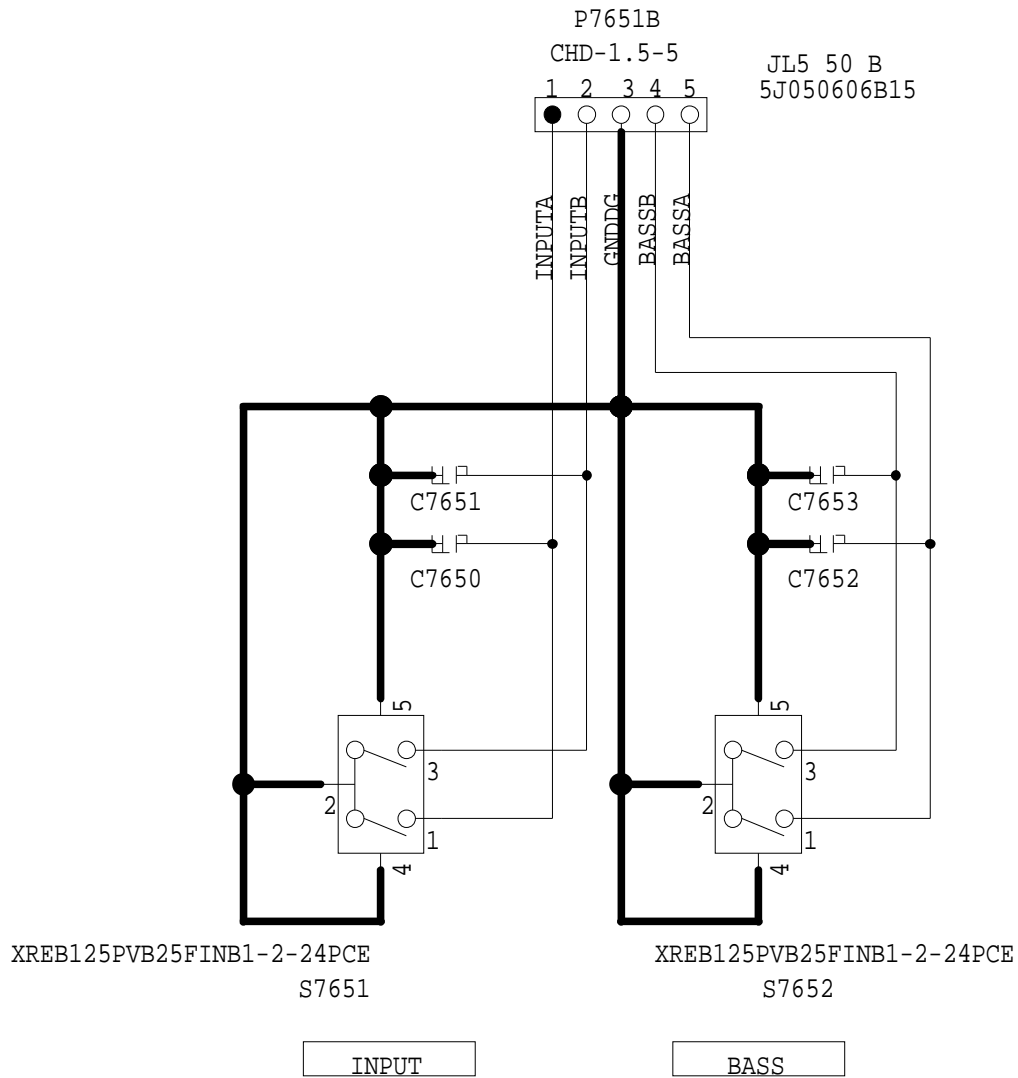 P7651B
CHD-1.5-5
JL5 50 B
5J050606B15
1 2 3 4 5
INPUTA
INPUTB
GNDDG
BASSB
BASSA
C7651
C7653
C7650
C7652
5
5
3
3
2
2
1
1
4
4
XREB125PVB25FINB1-2-24PCE
XREB125PVB25FINB1-2-24PCE
S7651
S7652
INPUT
BASS